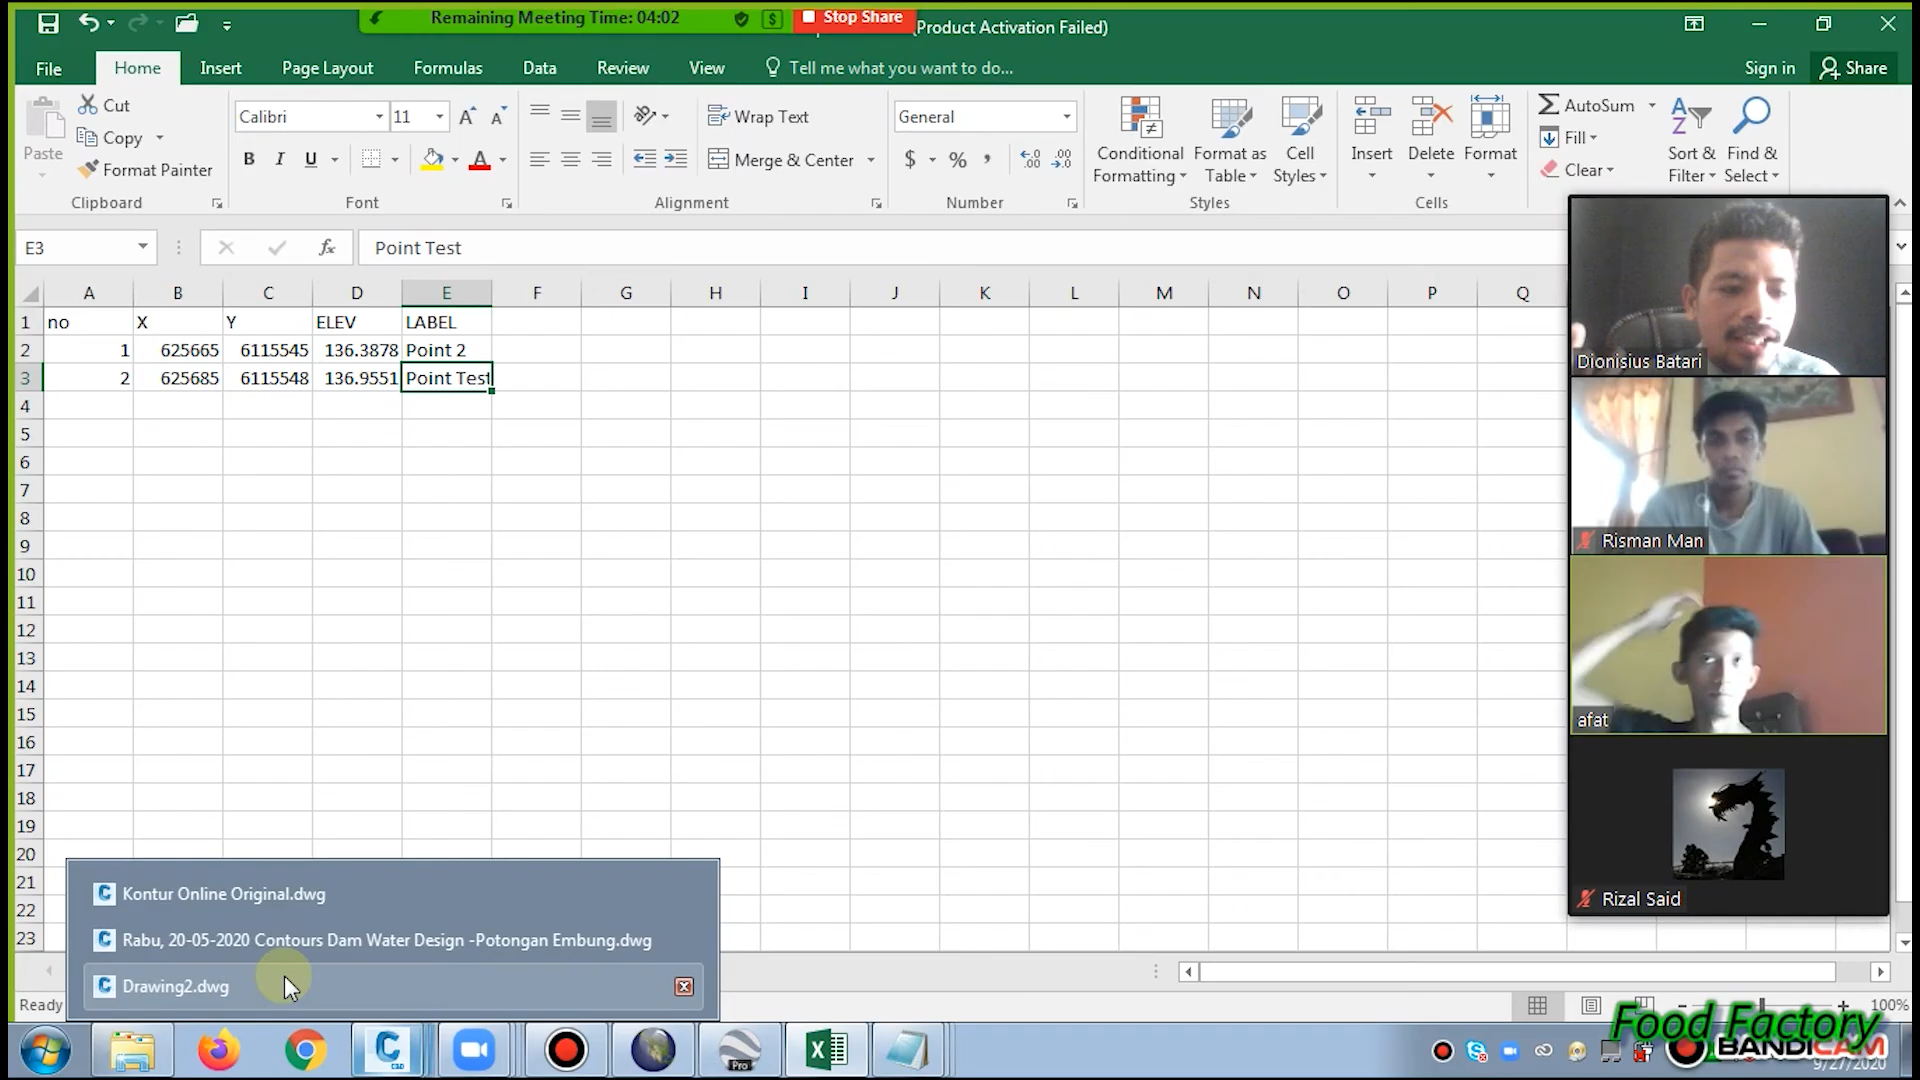 Remaining Meeting Time: 04:02
Stop Share
(Product Activation Failed)
File Home Insert Page Layout Formulas Data Review View Tell me what you want to do... Sign in Share
Cut
Copy
Format Painter
Paste
Clipboard
Calibri 11
B I U A
Font
Wrap Text
Merge & Center
Alignment
General
$ % ,
Number
Conditional Formatting
Format as Table
Cell Styles
Styles
Insert
Delete
Format
Cells
AutoSum
Fill
Clear
Sort & Filter
Find & Select
E3 fx Point Test
A B C D E F G H I J K L M N O P Q
1 no X Y ELEV LABEL
2 1 625665 6115545 136.3878 Point 2
3 2 625685 6115548 136.9551 Point Test
4
5
6
7
8
9
10
11
12
13
14
15
16
17
18
19
20
21
22
23
Dionisius Batari
Risman Man
afat
Rizal Said
Kontur Online Original.dwg
Rabu, 20-05-2020 Contours Dam Water Design -Potongan Embung.dwg
Drawing2.dwg
Ready
100%
Food Factory
BANDICAM
9/27/2020